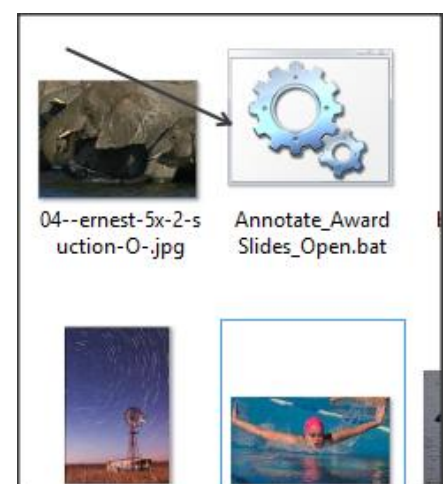 04--ernest-5x-2-s
uction-O-.jpg
Annotate_Award
Slides_Open.bat